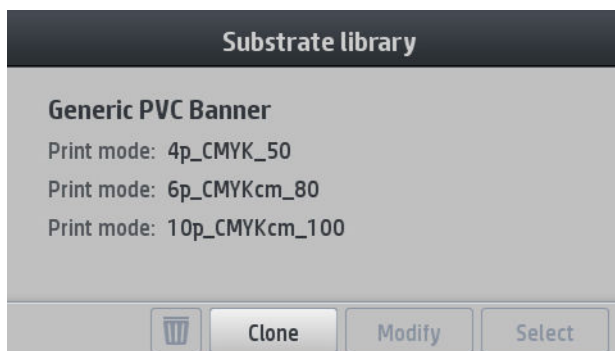 Substrate library
Generic PVC Banner
Print mode: 4p_CMYK_50
Print mode: 6p_CMYKcm_80
Print mode: 10p_CMYKcm_100
Clone Modify Select